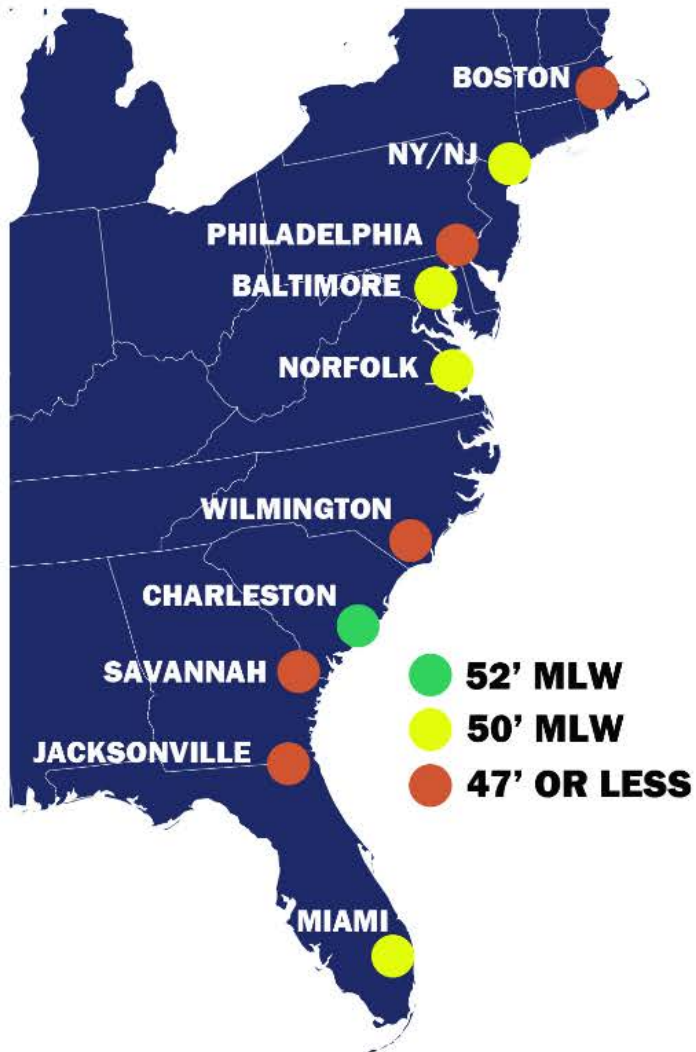 BOSTON
NY/NJ
PHILADELPHIA
BALTIMORE
NORFOLK
WILMINGTON
CHARLESTON
SAVANNAH
JACKSONVILLE
MIAMI
52’ MLW
50’ MLW
47’ OR LESS